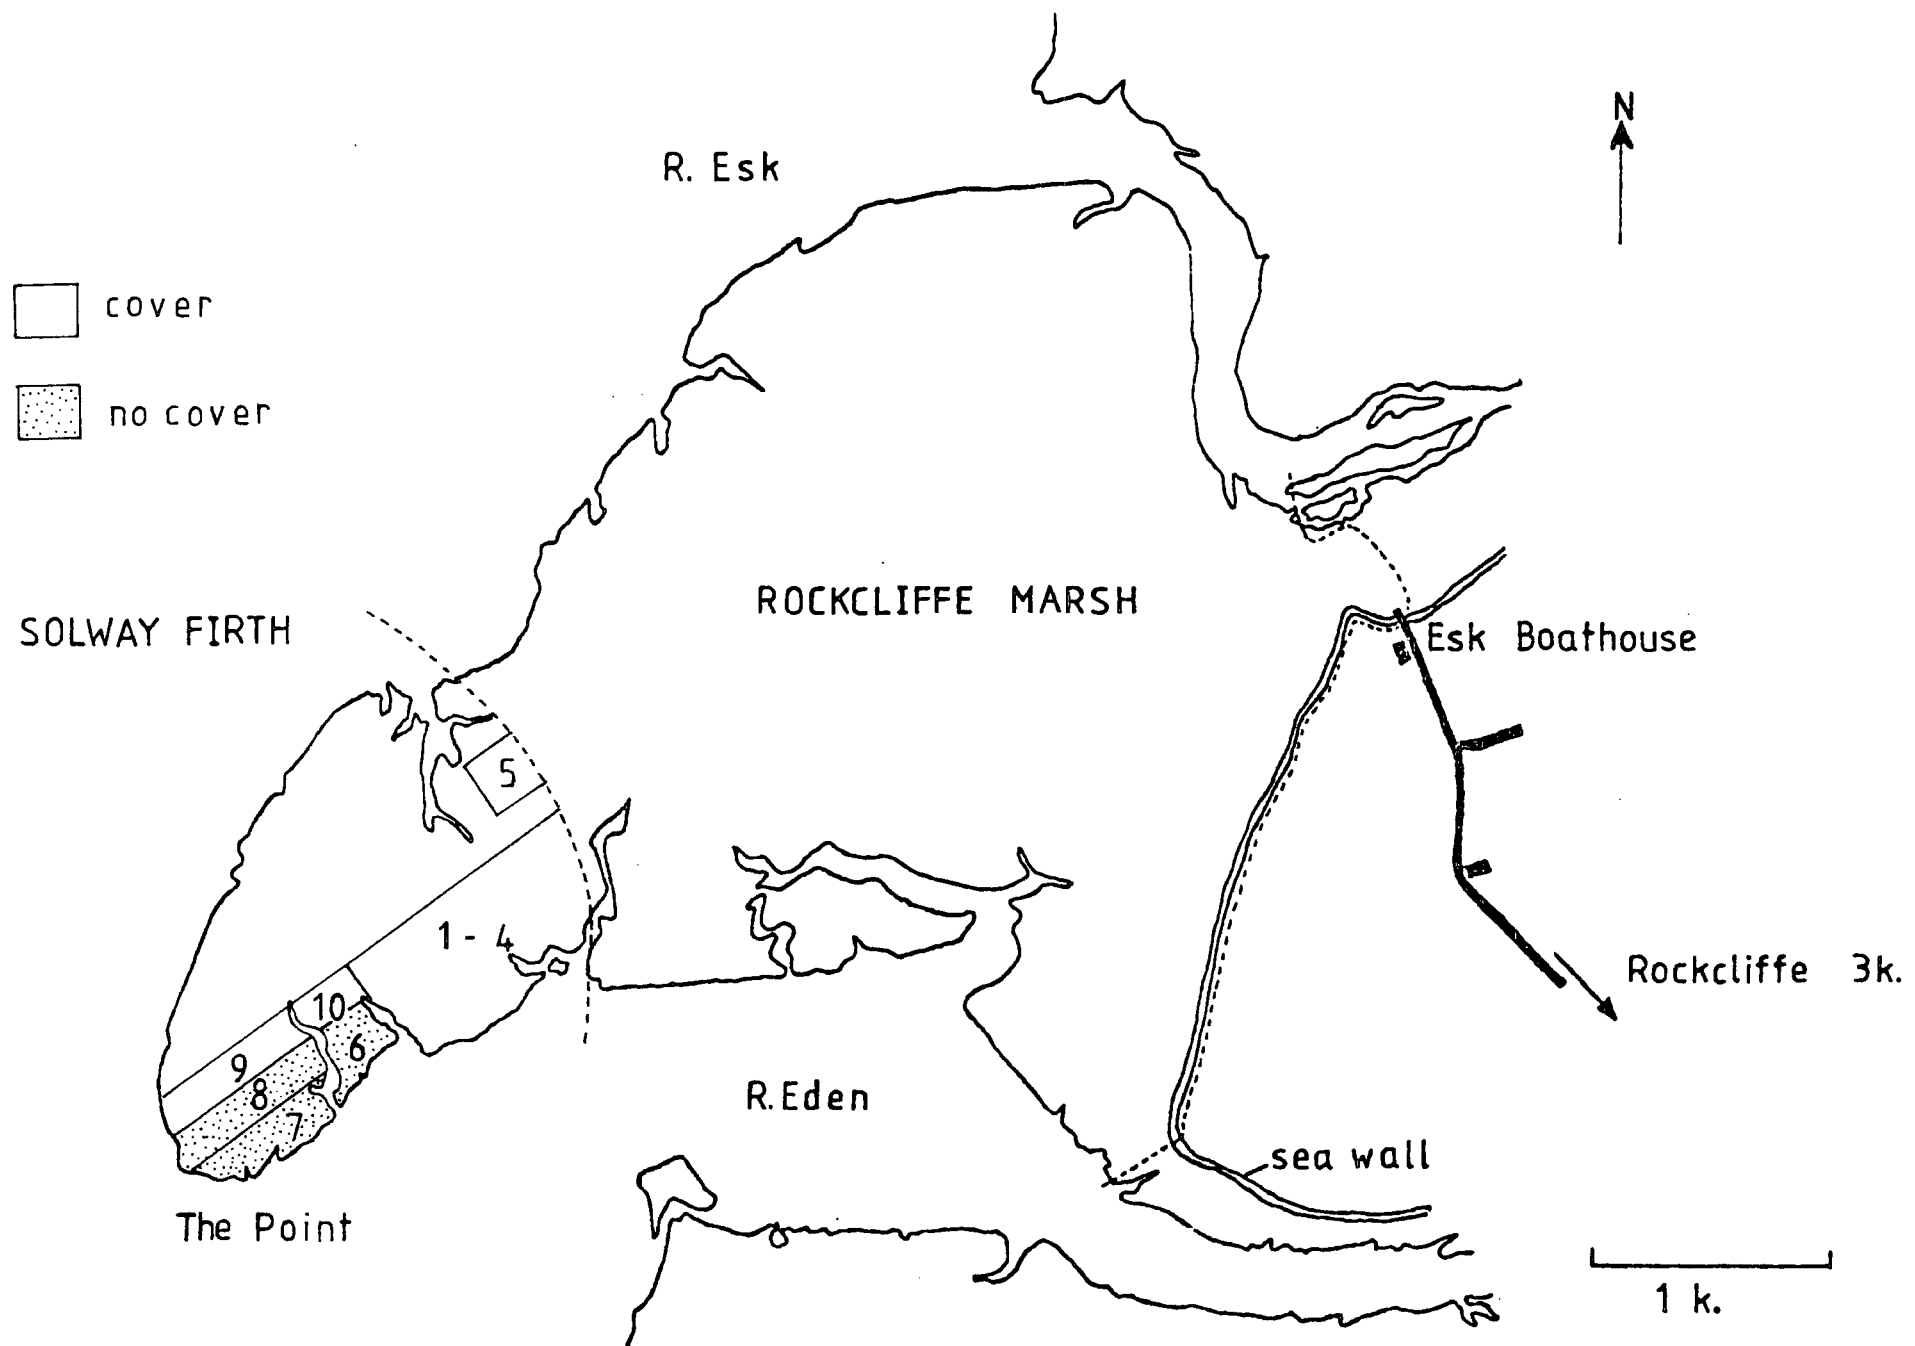 N
R. Esk
cover
no cover
ROCKCLIFFE MARSH
SOLWAY FIRTH
Esk Boathouse
5
1-4
Rockcliffe 3k.
10
6
9
8
7
R.Eden
sea wall
The Point
1 k.